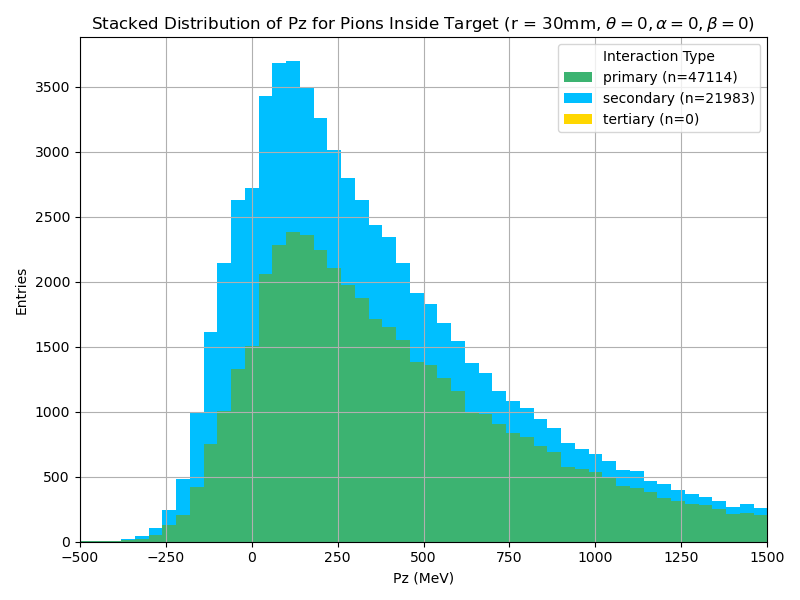 Stacked Distribution of Pz for Pions Inside Target (r = 30mm, θ = 0, α = 0, β = 0)
Interaction Type
primary (n=47114)
secondary (n=21983)
tertiary (n=0)
Entries
3500
3000
2500
2000
1500
1000
500
0
−500
−250
0
250
500
750
1000
1250
1500
Pz (MeV)